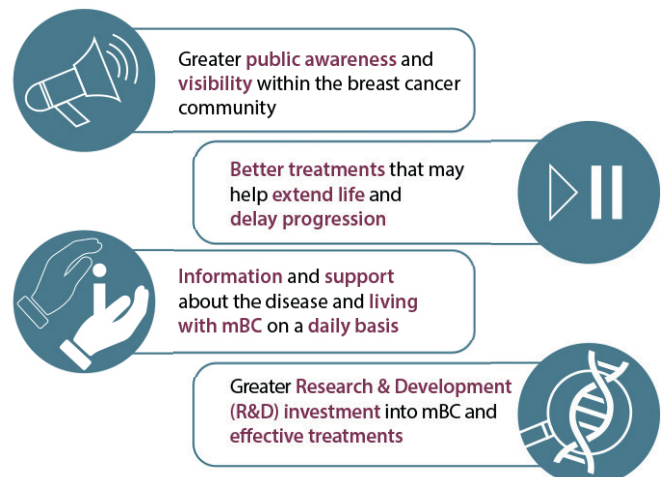 Greater public awareness and
visibility within the breast cancer
community
Better treatments that may
help extend life and
delay progression
Information and support
about the disease and living
with mBC on a daily basis
Greater Research & Development
(R&D) investment into mBC and
effective treatments